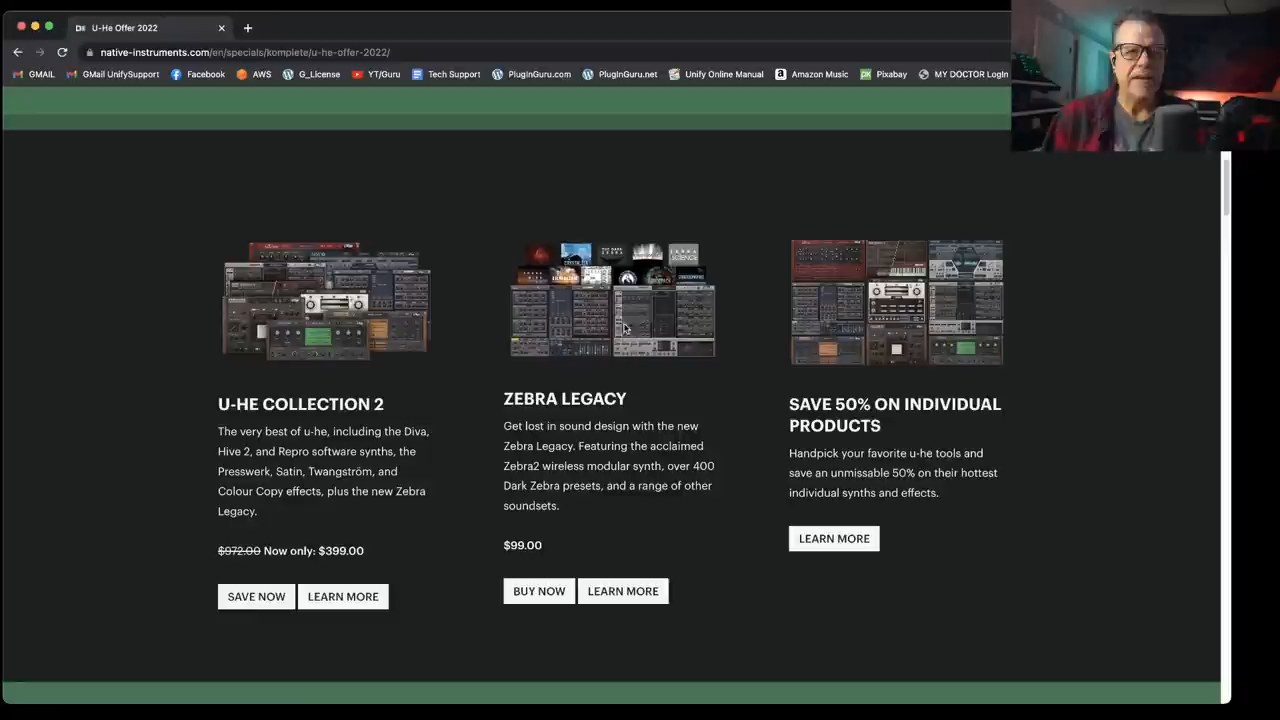 U-He Offer 2022
native-instruments.com/en/specials/komplete/u-he-offer-2022/
GMAIL
GMail UnifySupport
Facebook
AWS
G_License
YT/Guru
Tech Support
PluginGuru.com
PluginGuru.net
Unify Online Manual
Amazon Music
Pixabay
MY DOCTOR LogIn
U-HE COLLECTION 2
The very best of u-he, including the Diva,
Hive 2, and Repro software synths, the
Presswerk, Satin, Twangström, and
Colour Copy effects, plus the new Zebra
Legacy.
$972.00 Now only: $399.00
SAVE NOW
LEARN MORE
ZEBRA LEGACY
Get lost in sound design with the new
Zebra Legacy. Featuring the acclaimed
Zebra2 wireless modular synth, over 400
Dark Zebra presets, and a range of other
soundsets.
$99.00
BUY NOW
LEARN MORE
SAVE 50% ON INDIVIDUAL
PRODUCTS
Handpick your favorite u-he tools and
save an unmissable 50% on their hottest
individual synths and effects.
LEARN MORE